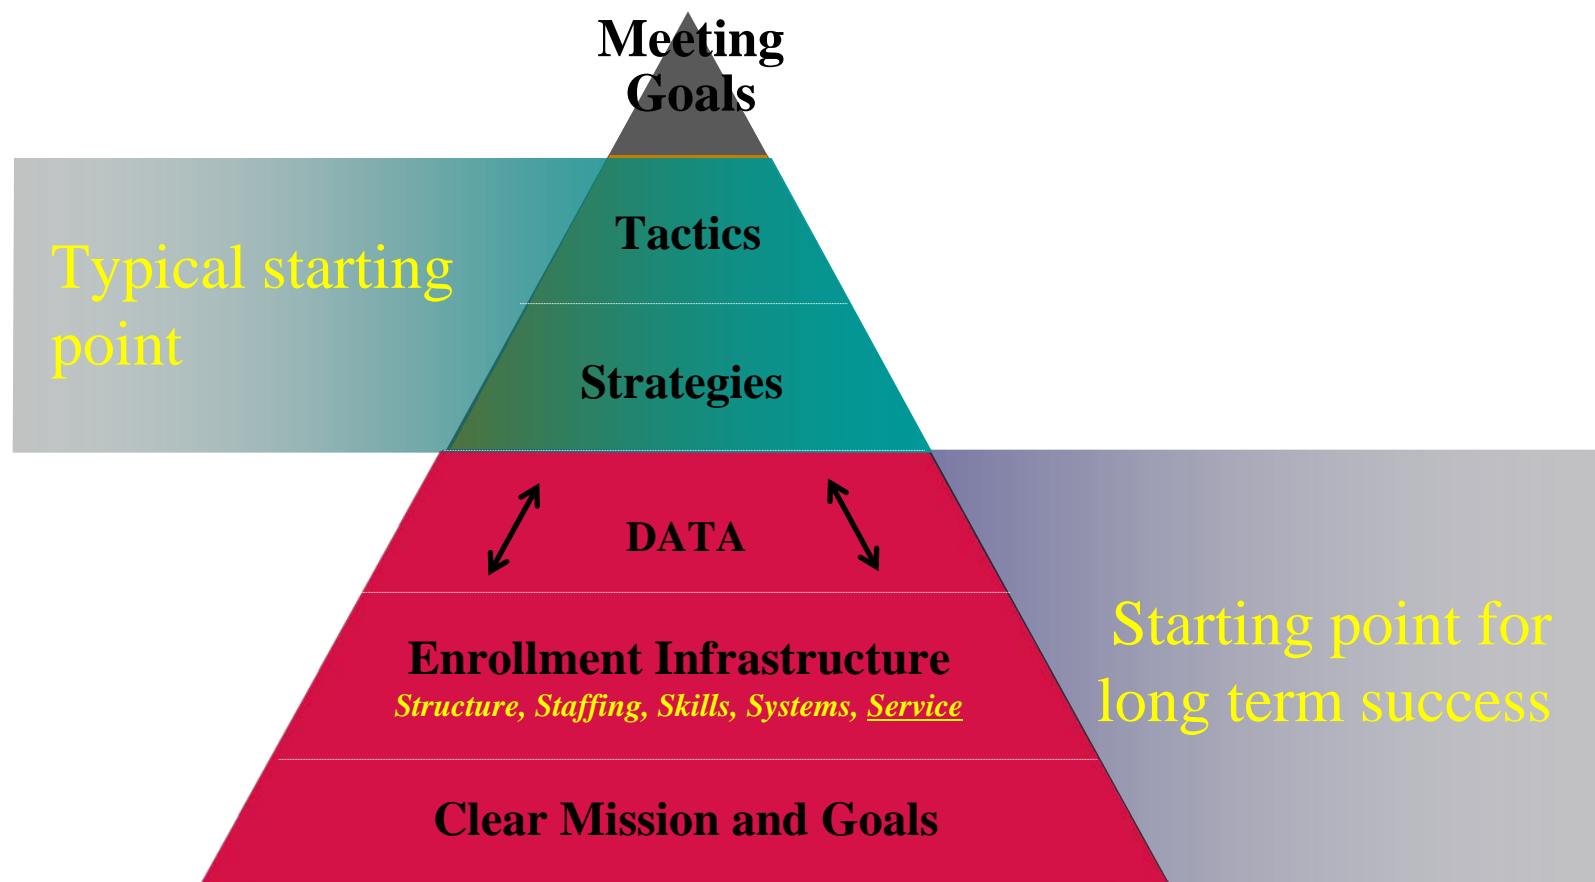 Meeting
Goals
Tactics
Typical starting
point
Strategies
DATA
Enrollment Infrastructure
Structure, Staffing, Skills, Systems, Service
Starting point for
long term success
Clear Mission and Goals